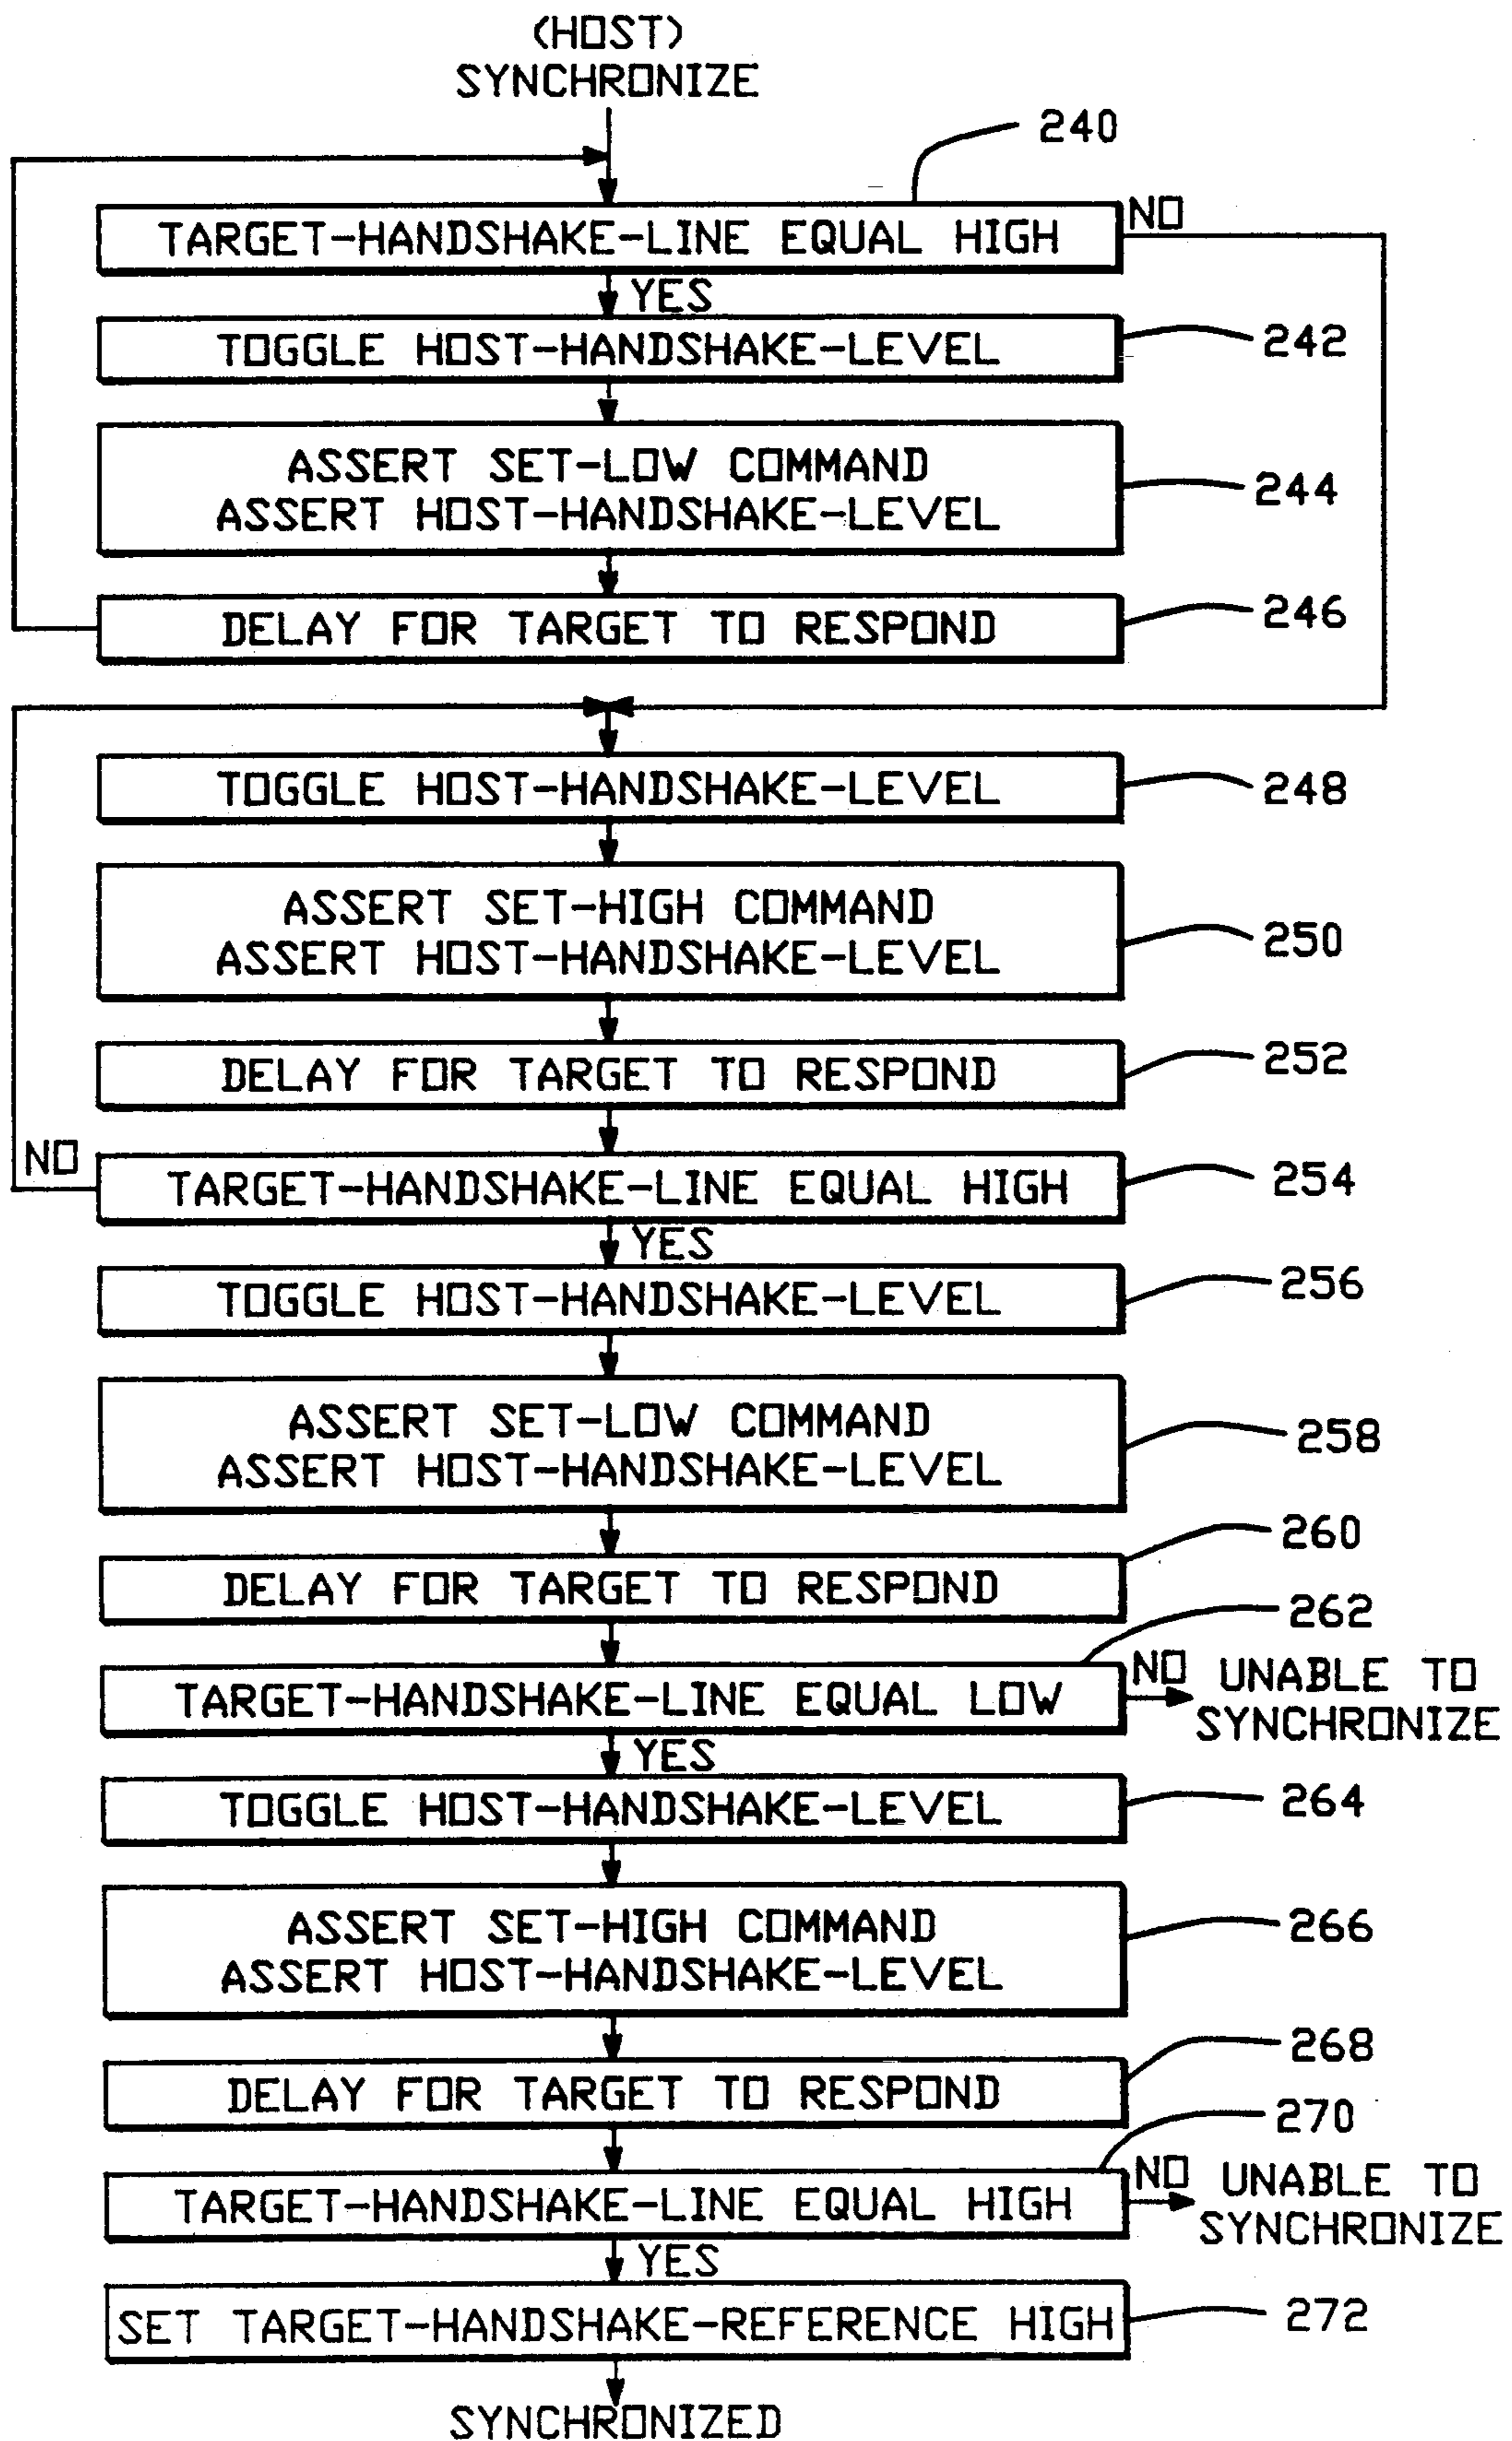 (HOST)
SYNCHRONIZE
240
TARGET-HANDSHAKE-LINE EQUAL HIGH
NO
YES
TOGGLE HOST-HANDSHAKE-LEVEL
242
ASSERT SET-LOW COMMAND
ASSERT HOST-HANDSHAKE-LEVEL
244
DELAY FOR TARGET TO RESPOND
246
TOGGLE HOST-HANDSHAKE-LEVEL
248
ASSERT SET-HIGH COMMAND
ASSERT HOST-HANDSHAKE-LEVEL
250
DELAY FOR TARGET TO RESPOND
252
NO
TARGET-HANDSHAKE-LINE EQUAL HIGH
254
YES
TOGGLE HOST-HANDSHAKE-LEVEL
256
ASSERT SET-LOW COMMAND
ASSERT HOST-HANDSHAKE-LEVEL
258
DELAY FOR TARGET TO RESPOND
260
262
TARGET-HANDSHAKE-LINE EQUAL LOW
NO
UNABLE TO
SYNCHRONIZE
YES
TOGGLE HOST-HANDSHAKE-LEVEL
264
ASSERT SET-HIGH COMMAND
ASSERT HOST-HANDSHAKE-LEVEL
266
DELAY FOR TARGET TO RESPOND
268
270
TARGET-HANDSHAKE-LINE EQUAL HIGH
NO
UNABLE TO
SYNCHRONIZE
YES
SET TARGET-HANDSHAKE-REFERENCE HIGH
272
SYNCHRONIZED